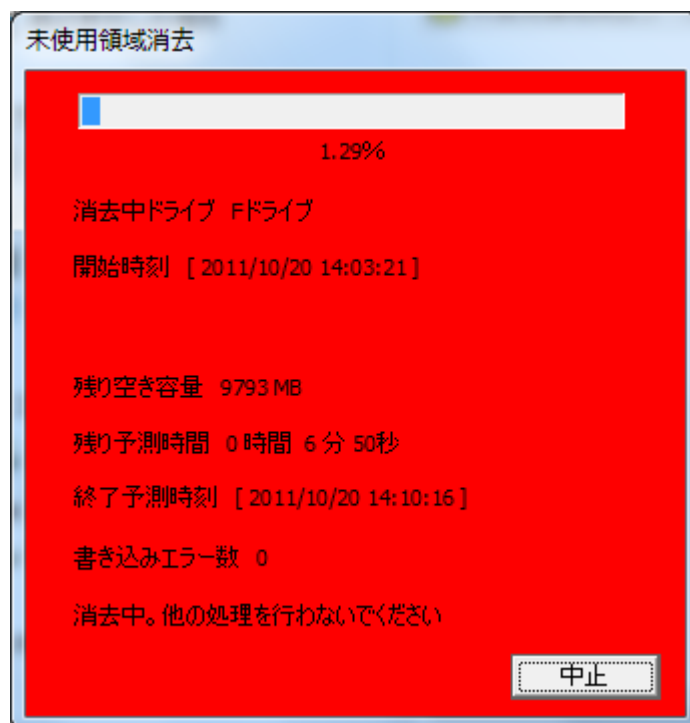 未使用領域消去
1.29%
消去中ドライブ Fドライブ
開始時刻 [ 2011/10/20 14:03:21 ]
残り空き容量 9793 MB
残り予測時間 0 時間 6 分 50秒
終了予測時刻 [ 2011/10/20 14:10:16 ]
書き込みエラー数 0
消去中。他の処理を行わないでください
中止